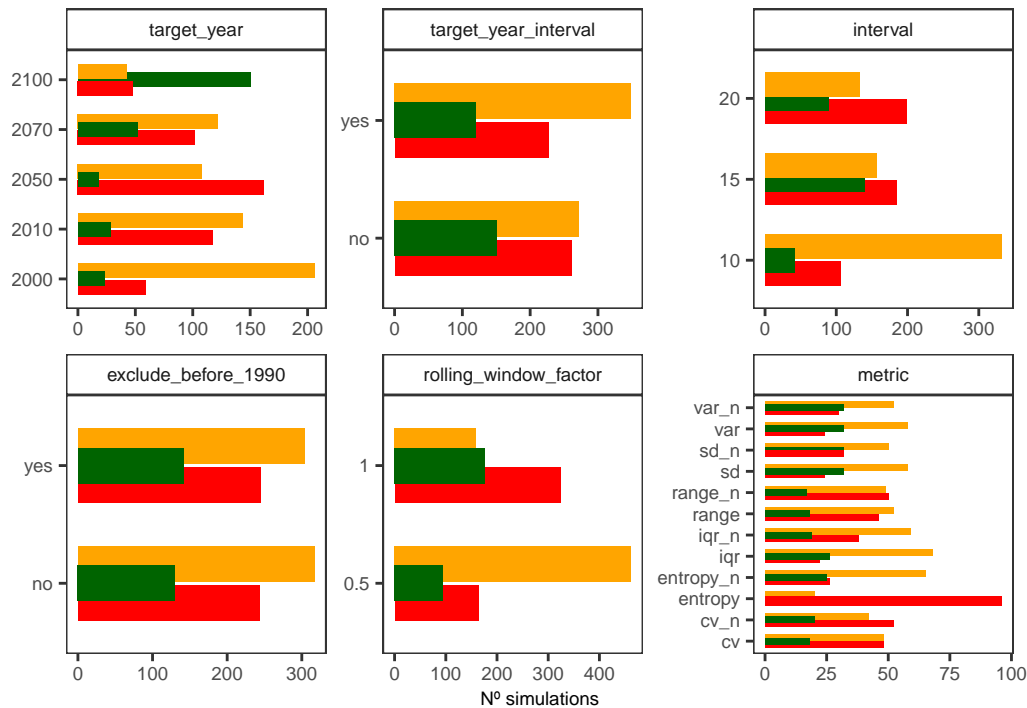 target_year
2100
2070
2050
2010
2000
0 50 100 150 200
target_year_interval
yes
no
0 100 200 300
interval
20
15
10
0 100 200 300
exclude_before_1990
yes
no
0 100 200 300
rolling_window_factor
1
0.5
0 100 200 300 400
metric
var_n
var
sd_n
sd
range_n
range
iqr_n
iqr
entropy_n
entropy
cv_n
cv
0 25 50 75 100
Nº simulations